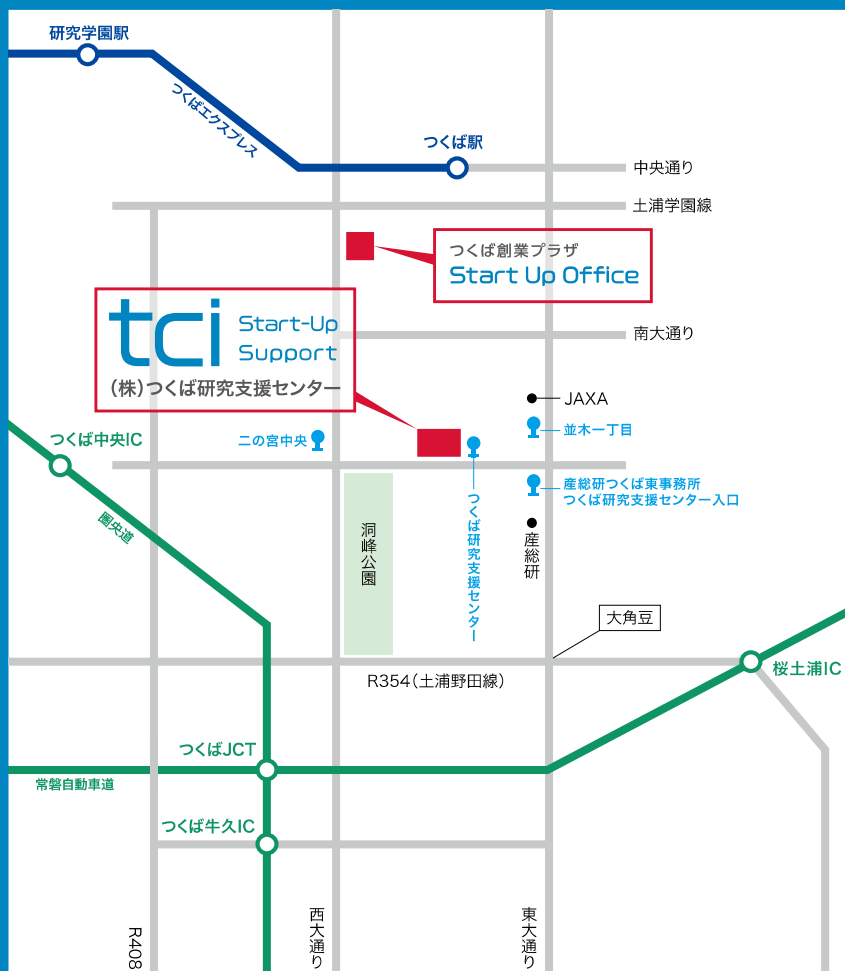 研究学園駅
つくばエクスプレス
つくば駅
中央通り
土浦学園線
つくば創業プラザ
Start Up Office
tci
Start-Up
Support
(株)つくば研究支援センター
南大通り
JAXA
並木一丁目
二の宮中央
つくば中央IC
産総研つくば東事務所
つくば研究支援センター入口
つくば研究支援センター
圏央道
洞峰公園
産総研
大角豆
R354(土浦野田線)
桜土浦IC
つくばJCT
常磐自動車道
つくば牛久IC
R408
西大通り
東大通り